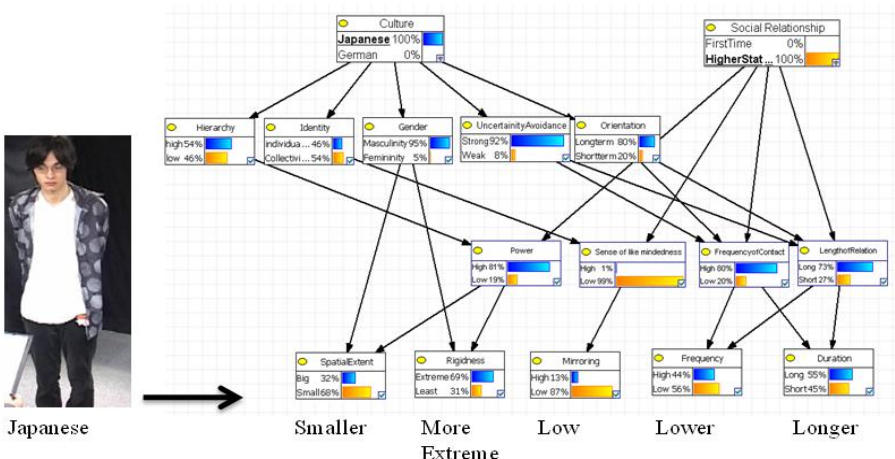 Culture
Japanese 100%
German 0%
Social Relationship
FirstTime 0%
HigherStat ... 100%
Hierarchy
high 54%
low 46%
Identity
individua ... 46%
Collectivi ... 54%
Gender
Masculinity 95%
Femininity 5%
UncertainityAvoidance
Strong 92%
Weak 8%
Orientation
Longterm 80%
Shortterm 20%
Power
High 81%
Low 19%
Sense of like mindedness
High 1%
Low 99%
FrequencyofContact
High 80%
Low 20%
LengthofRelation
Long 73%
Short 27%
SpatialExtent
Big 32%
Small 68%
Rigidness
Extreme 69%
Least 31%
Mirroring
High 13%
Low 87%
Frequency
High 44%
Low 56%
Duration
Long 55%
Short 45%
Japanese
Smaller
More
Extreme
Low
Lower
Longer